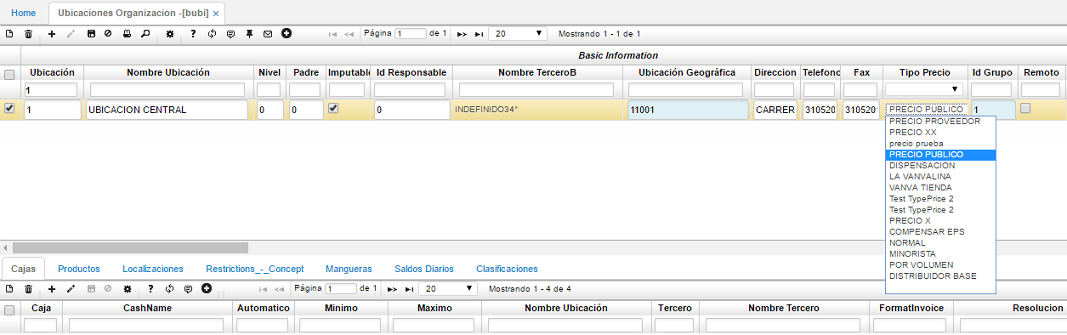 Home Ubicaciones Organizacion -[bubi] ×
Página 1 de 1 20 Mostrando 1 - 1 de 1
Basic Information
Ubicación Nombre Ubicación Nivel Padre Imputable Id Responsable Nombre TerceroB Ubicación Geográfica Direccion Telefono Fax Tipo Precio Id Grupo Remoto
1
1 UBICACION CENTRAL 0 0 0 INDEFINIDO34* 11001 CARRER 310520 310520 PRECIO PUBLICO 1
PRECIO PROVEEDOR
PRECIO XX
precio prueba
PRECIO PUBLICO
DISPENSACION
LA VANVALINA
VANVA TIENDA
Test TypePrice 2
Test TypePrice 2
PRECIO X
COMPENSAR EPS
NORMAL
MINORISTA
POR VOLUMEN
DISTRIBUIDOR BASE
Cajas Productos Localizaciones Restrictions_-_Concept Mangueras Saldos Diarios Clasificaciones
Página 1 de 1 20 Mostrando 1 - 4 de 4
Caja CashName Automatico Minimo Maximo Nombre Ubicación Tercero Nombre Tercero FormatInvoice Resolucion